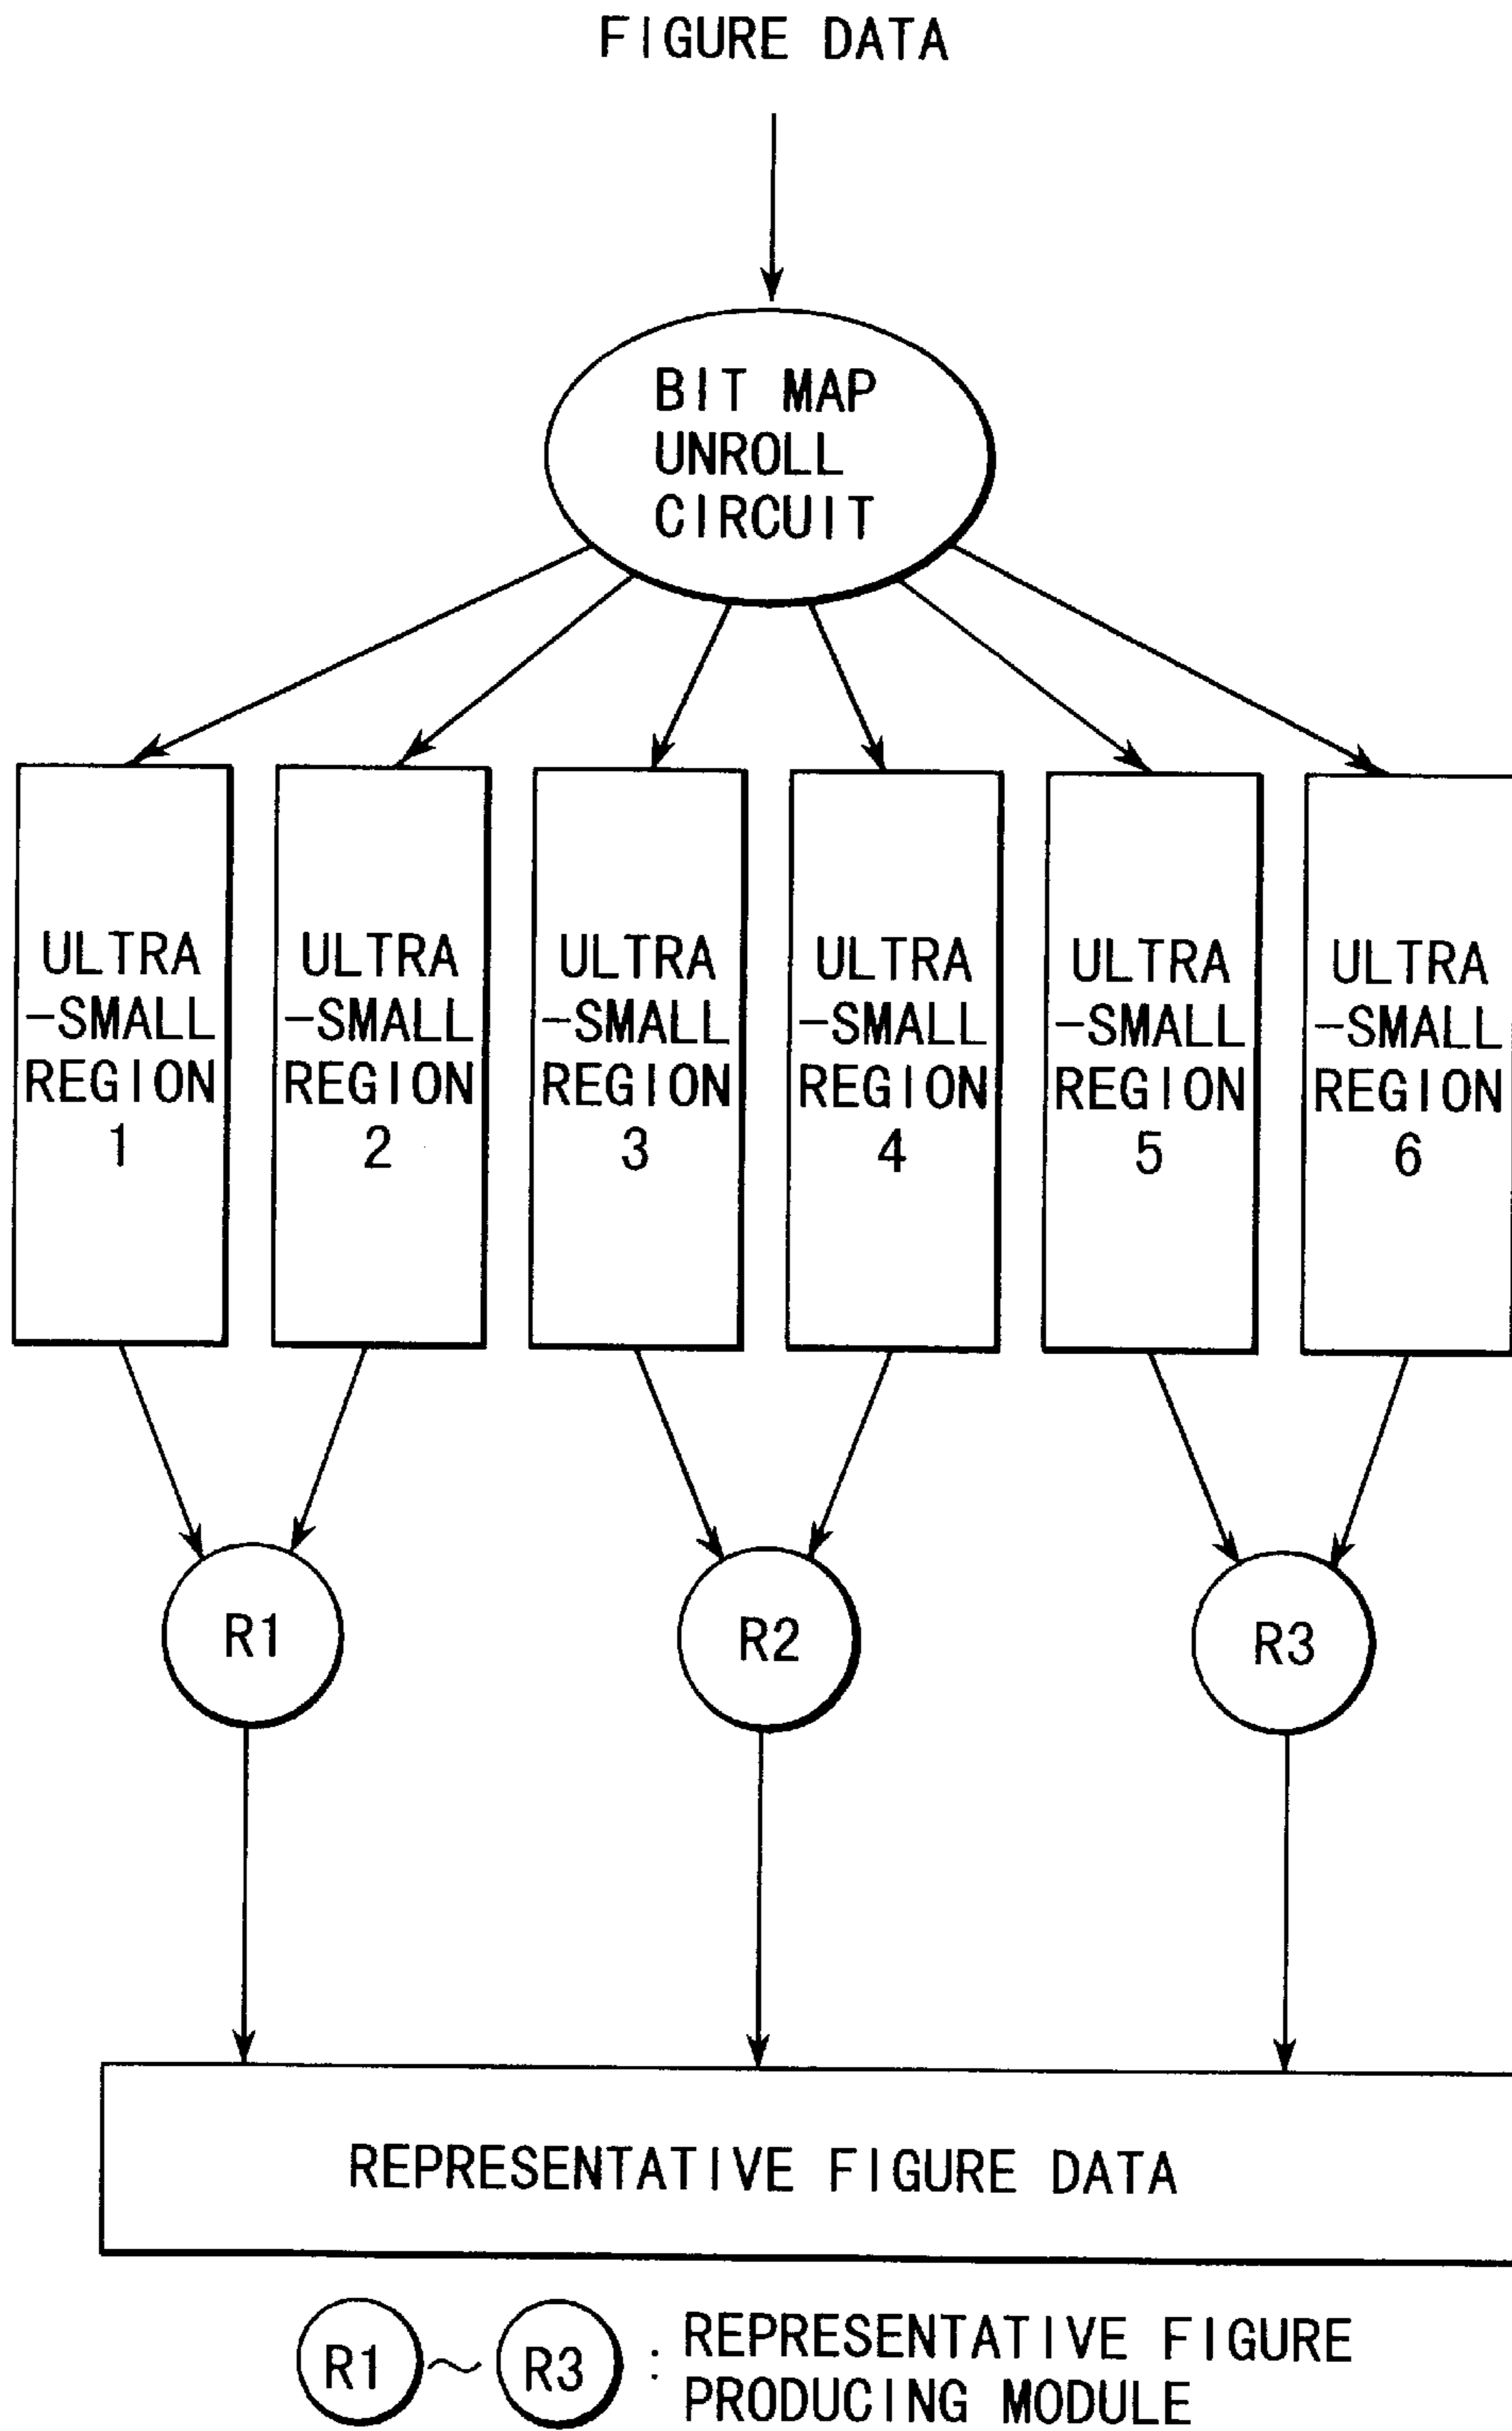 FIGURE DATA
BIT MAP
UNROLL
CIRCUIT
ULTRA
-SMALL
REGION
1
ULTRA
-SMALL
REGION
2
ULTRA
-SMALL
REGION
3
ULTRA
-SMALL
REGION
4
ULTRA
-SMALL
REGION
5
ULTRA
-SMALL
REGION
6
R1
R2
R3
REPRESENTATIVE FIGURE DATA
R1~R3 : REPRESENTATIVE FIGURE
PRODUCING MODULE